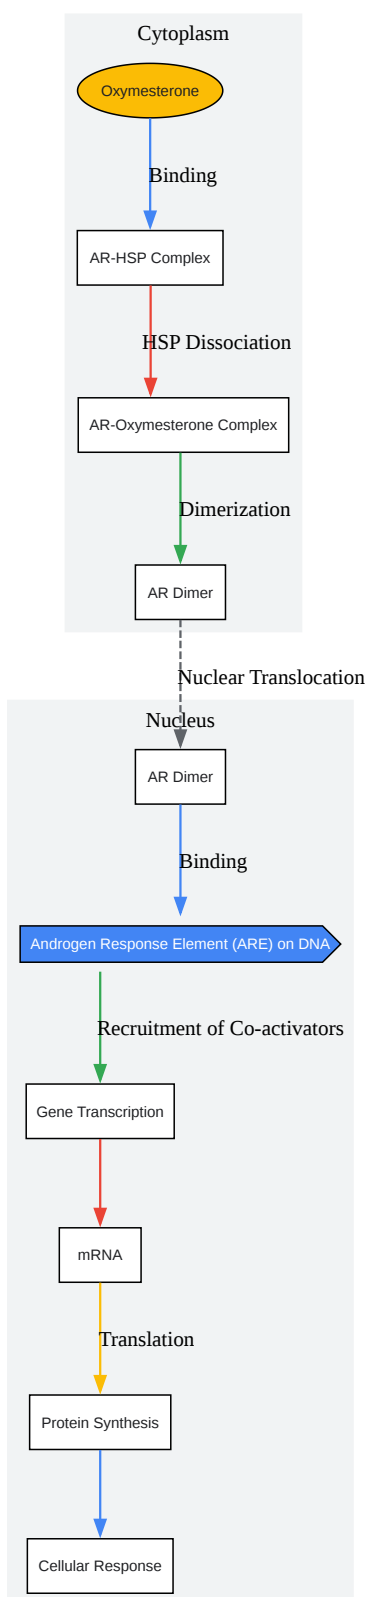 Cytoplasm
Oxymesterone
Binding
AR-HSP Complex
HSP Dissociation
AR-Oxymesterone Complex
Dimerization
AR Dimer
Nuclear Translocation
Nucleus
AR Dimer
Binding
Androgen Response Element (ARE) on DNA
Recruitment of Co-activators
Gene Transcription
mRNA
Translation
Protein Synthesis
Cellular Response